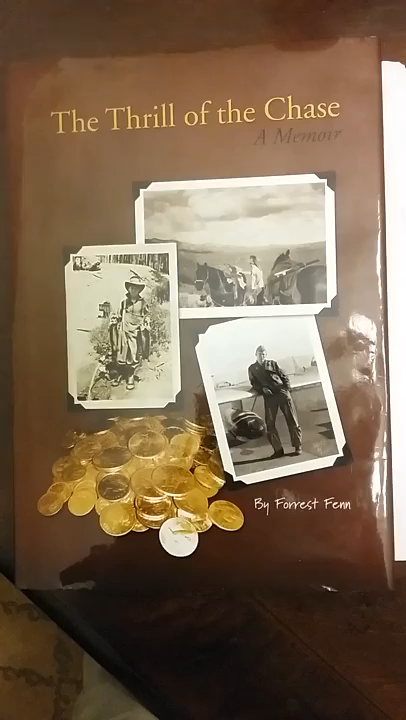 The Thrill of the Chase
A Memoir
By Forrest Fenn